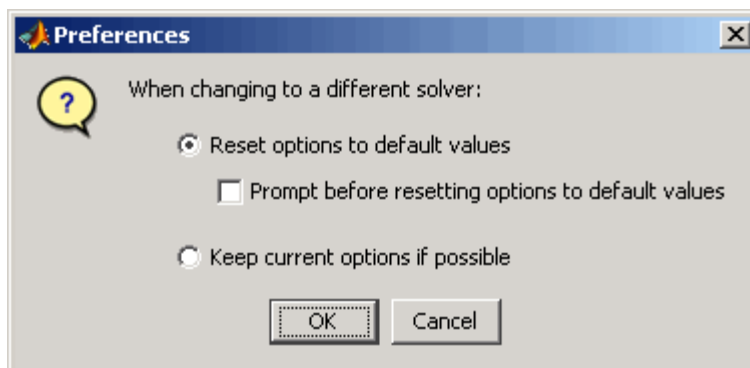 Preferences
?
When changing to a different solver:
Reset options to default values
Prompt before resetting options to default values
Keep current options if possible
OK Cancel